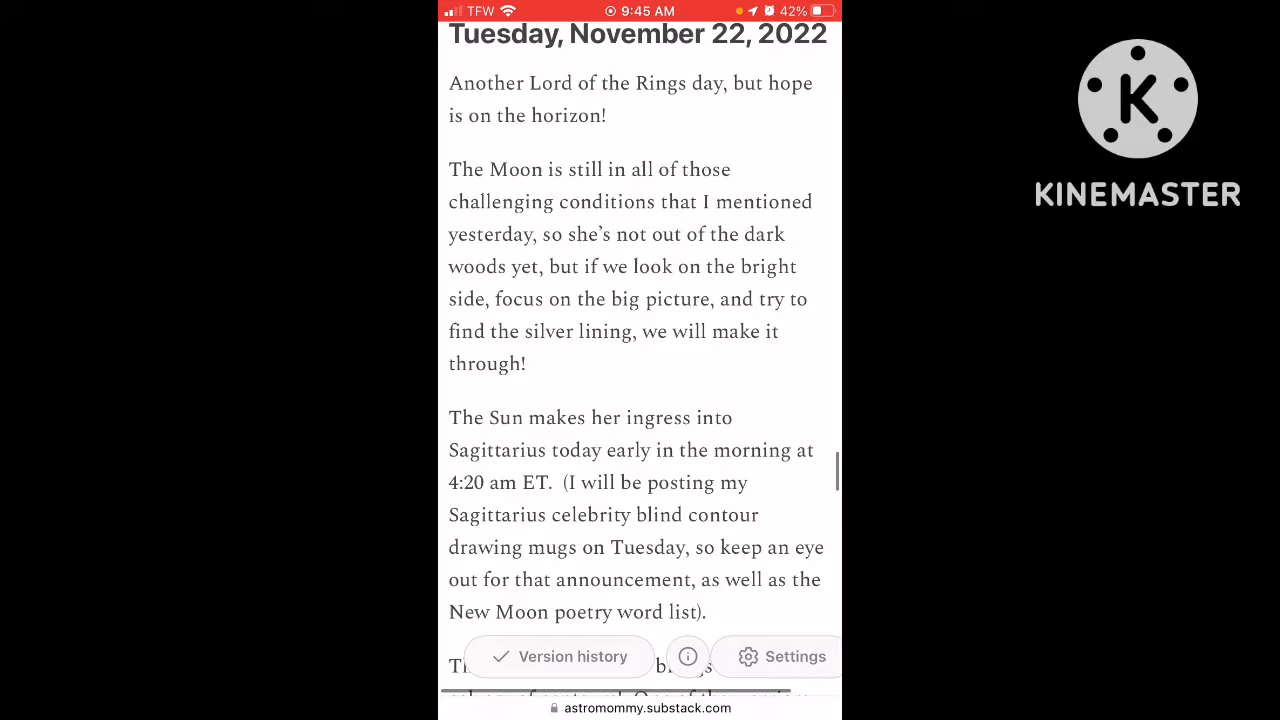 TFW 9:45 AM 42%
Tuesday, November 22, 2022
Another Lord of the Rings day, but hope
is on the horizon!
The Moon is still in all of those
challenging conditions that I mentioned
yesterday, so she’s not out of the dark
woods yet, but if we look on the bright
side, focus on the big picture, and try to
find the silver lining, we will make it
through!
The Sun makes her ingress into
Sagittarius today early in the morning at
4:20 am ET.  (I will be posting my
Sagittarius celebrity blind contour
drawing mugs on Tuesday, so keep an eye
out for that announcement, as well as the
New Moon poetry word list).
Version history
Settings
astromommy.substack.com
K
KINEMASTER